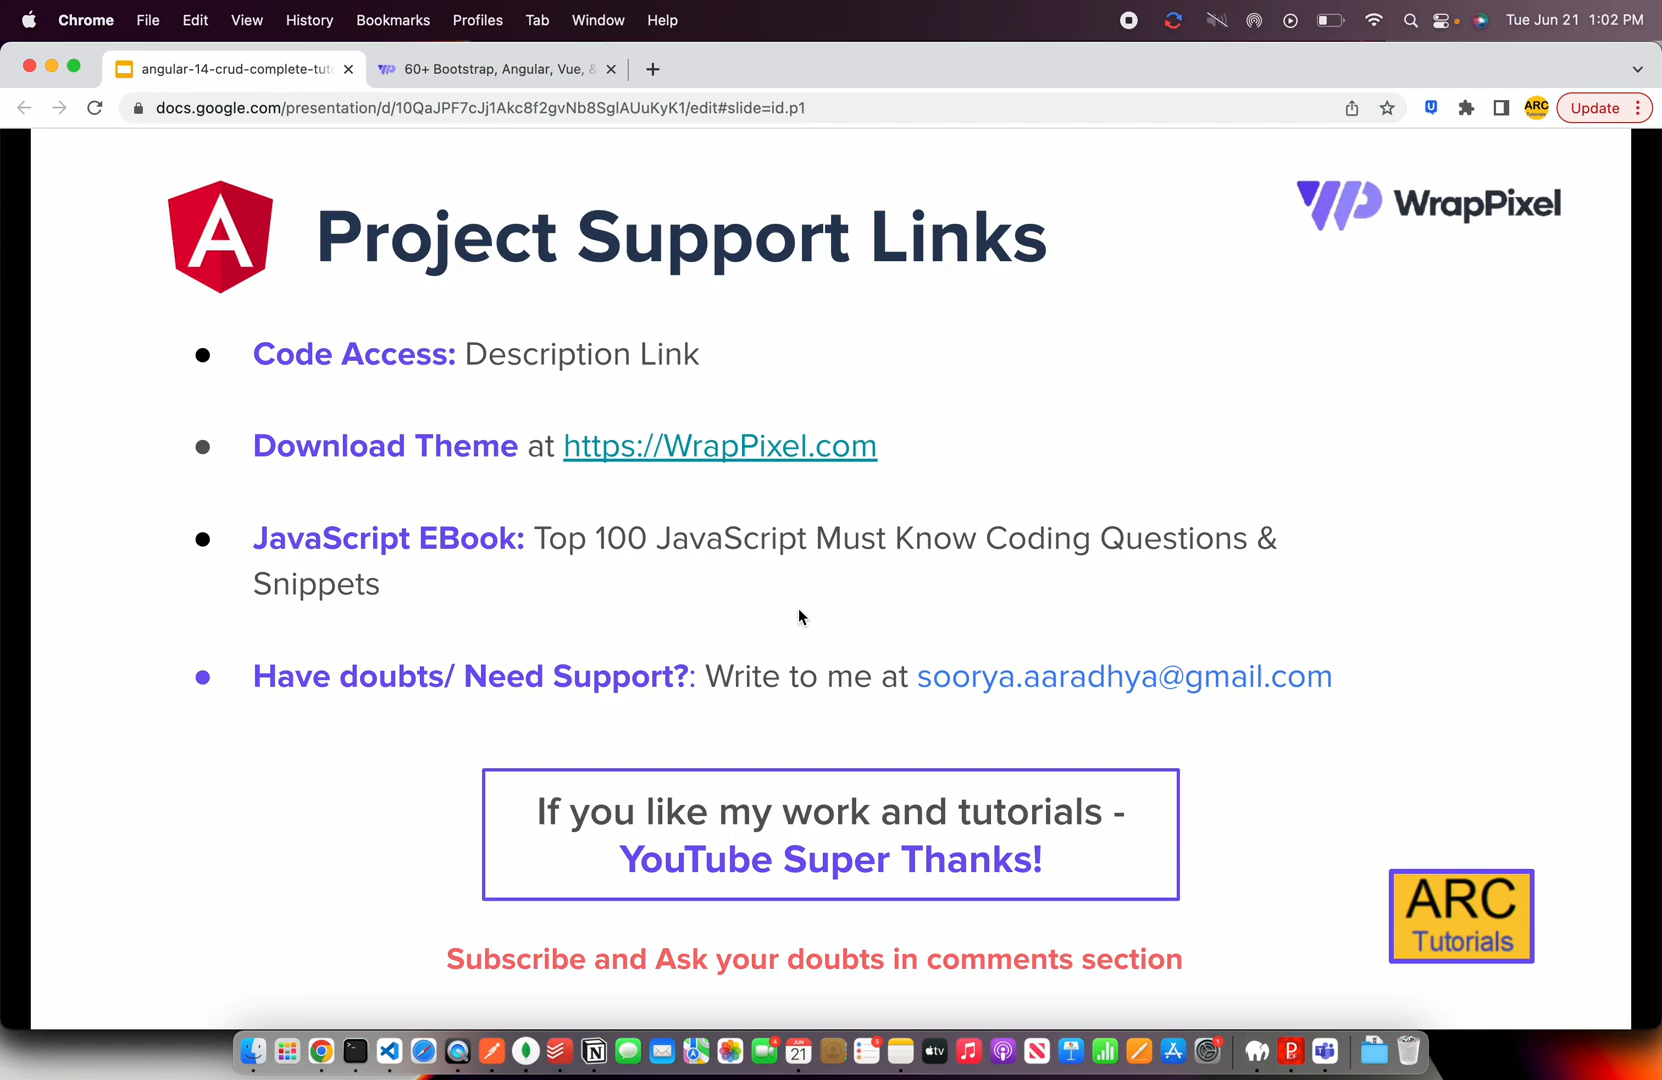 Chrome File Edit View History Bookmarks Profiles Tab Window Help Tue Jun 21 1:02 PM
angular-14-crud-complete-tut 60+ Bootstrap, Angular, Vue, &
docs.google.com/presentation/d/10QaJPF7cJj1Akc8f2gvNb8SglAUuKyK1/edit#slide=id.p1 ARC Update
Project Support Links
WrapPixel
● Code Access: Description Link
● Download Theme at https://WrapPixel.com
● JavaScript EBook: Top 100 JavaScript Must Know Coding Questions &
Snippets
● Have doubts/ Need Support?: Write to me at soorya.aaradhya@gmail.com
If you like my work and tutorials -
YouTube Super Thanks!
ARC
Tutorials
Subscribe and Ask your doubts in comments section
JUN
21
tv